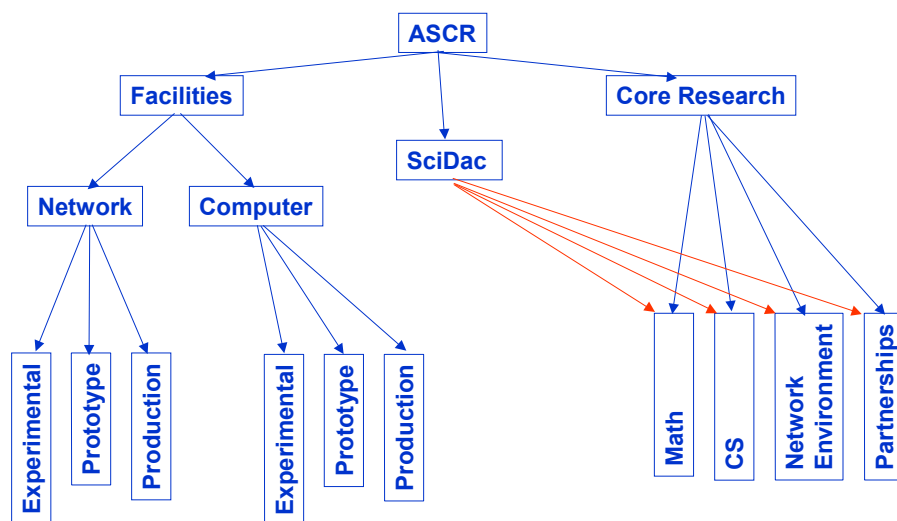 ASCR
Facilities
Core Research
SciDac
Network
Computer
Experimental
Prototype
Production
Experimental
Prototype
Production
Math
CS
Network
Environment
Partnerships